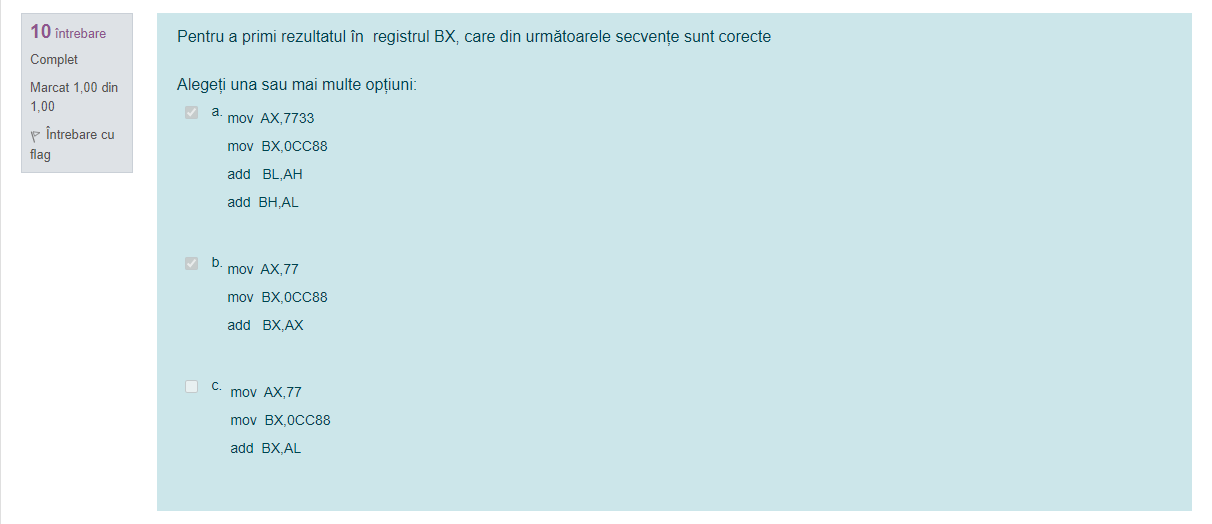 10 întrebare
Complet
Marcat 1,00 din
1,00
Întrebare cu
flag
Pentru a primi rezultatul în registrul BX, care din următoarele secvențe sunt corecte
Alegeți una sau mai multe opțiuni:
a. mov AX,7733
mov BX,0CC88
add BL,AH
add BH,AL
b. mov AX,77
mov BX,0CC88
add BX,AX
c. mov AX,77
mov BX,0CC88
add BX,AL